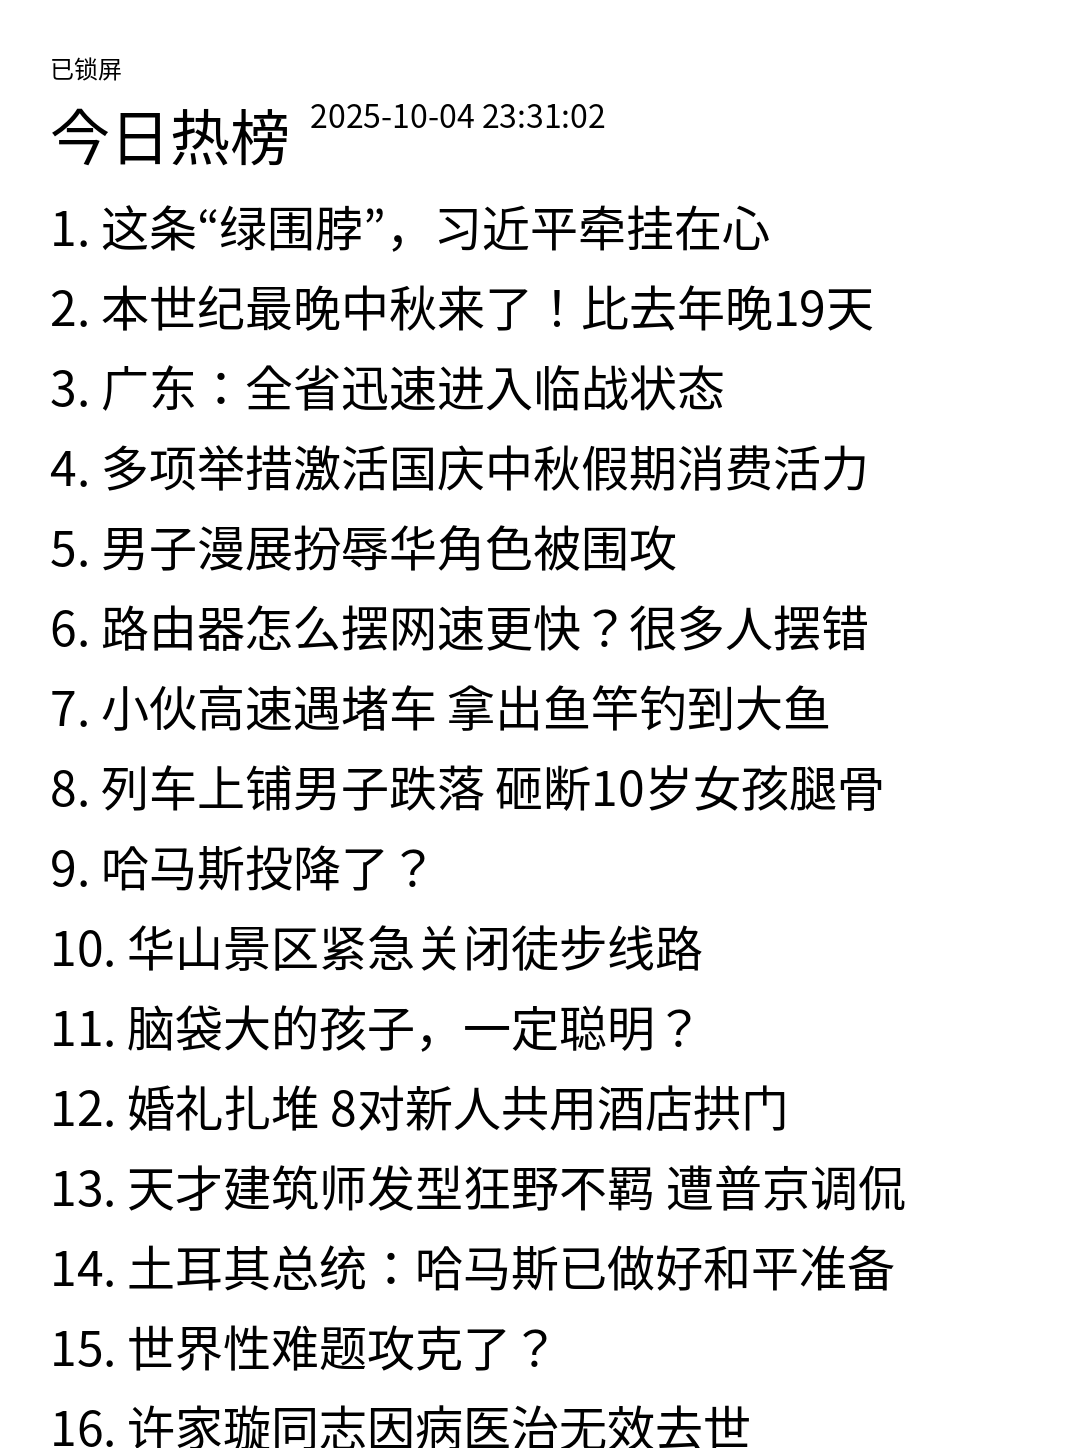 已锁屏
今日热榜 2025-10-04 23:31:02
1. 这条“绿围脖”，习近平牵挂在心
2. 本世纪最晚中秋来了！比去年晚19天
3. 广东：全省迅速进入临战状态
4. 多项举措激活国庆中秋假期消费活力
5. 男子漫展扮辱华角色被围攻
6. 路由器怎么摆网速更快？很多人摆错
7. 小伙高速遇堵车 拿出鱼竿钓到大鱼
8. 列车上铺男子跌落 砸断10岁女孩腿骨
9. 哈马斯投降了？
10. 华山景区紧急关闭徒步线路
11. 脑袋大的孩子，一定聪明？
12. 婚礼扎堆 8对新人共用酒店拱门
13. 天才建筑师发型狂野不羁 遭普京调侃
14. 土耳其总统：哈马斯已做好和平准备
15. 世界性难题攻克了？
16. 许家璇同志因病医治无效去世